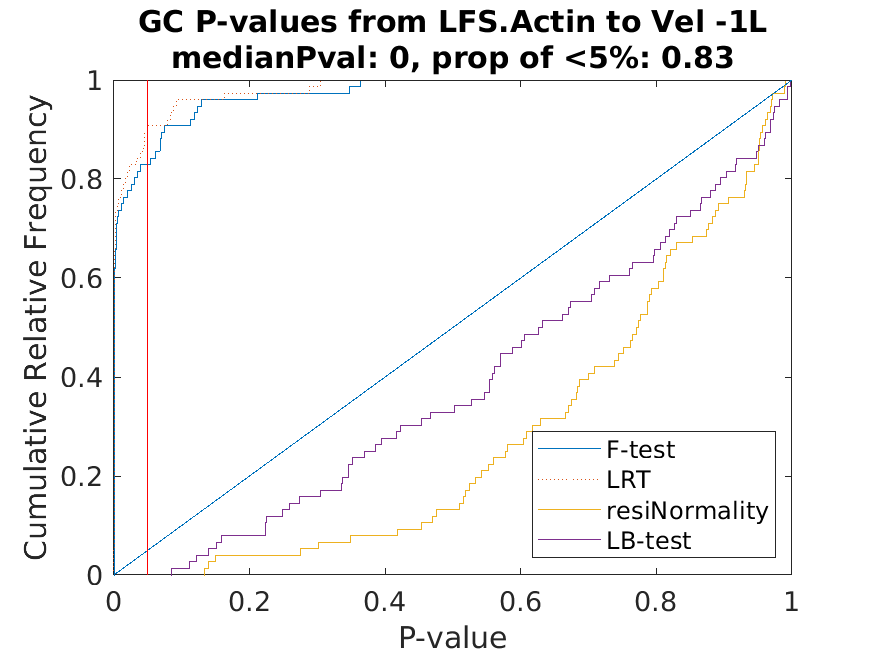 GC P-values from LFS.Actin to Vel -1L
medianPval: 0, prop of <5%: 0.83
Cumulative Relative Frequency
1
0.8
0.6
0.4
0.2
0
F-test
LRT
resiNormality
LB-test
0 0.2 0.4 0.6 0.8 1
P-value